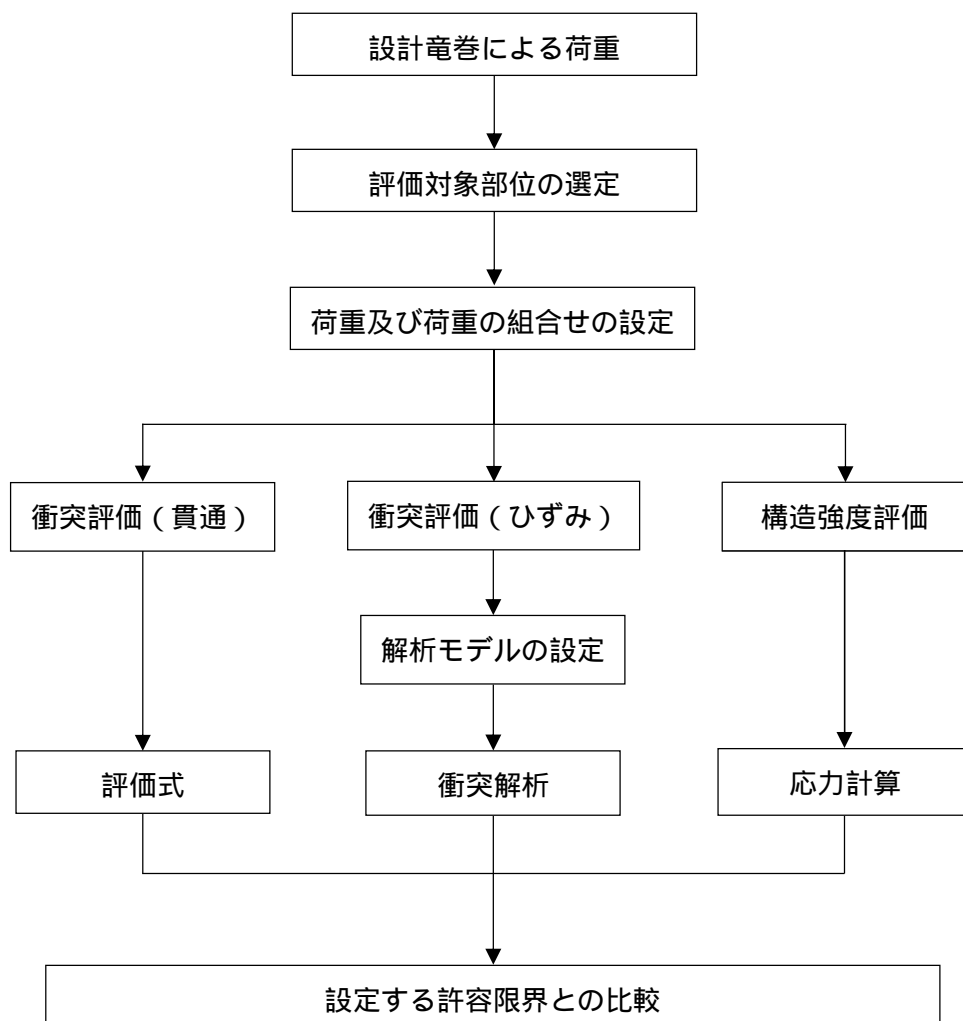 設計竜巻による荷重
評価対象部位の選定
荷重及び荷重の組合せの設定
衝突評価(貫通)
衝突評価(ひずみ)
構造強度評価
解析モデルの設定
評価式
衝突解析
応力計算
設定する許容限界との比較